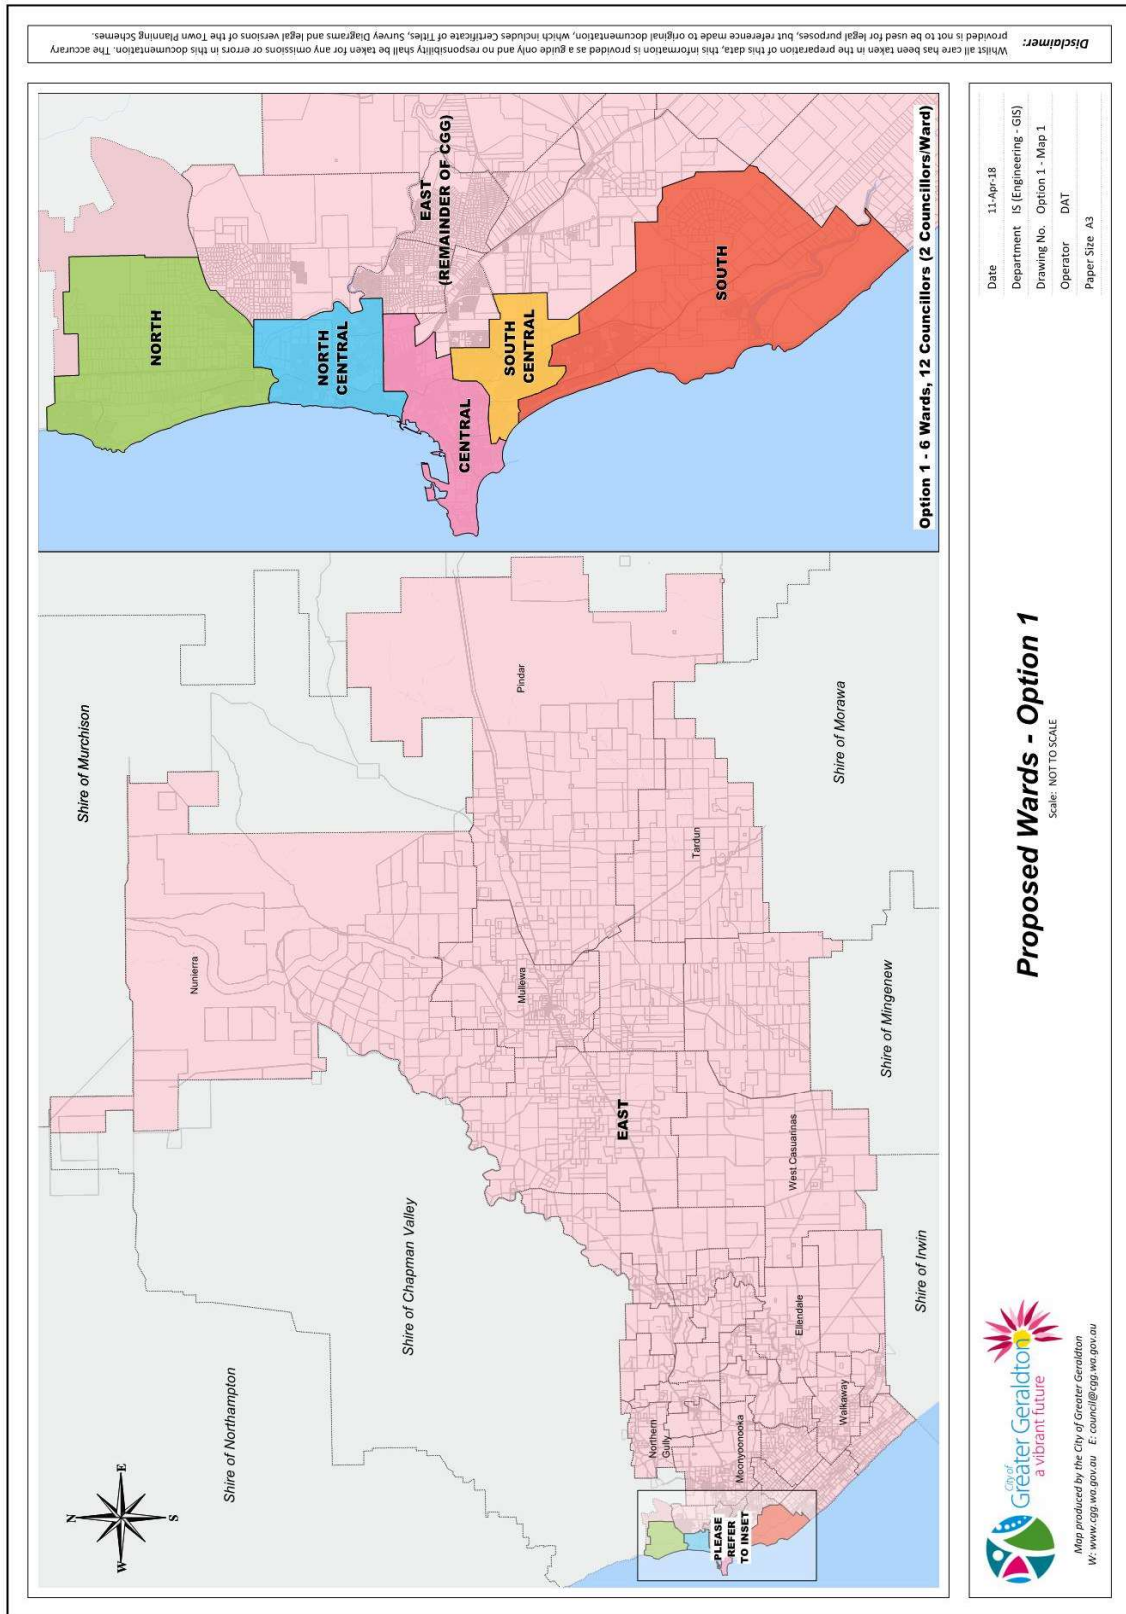 Disclaimer:
Whilst all care has been taken in the preparation of this data, this information is provided as a guide only and no responsibility shall be taken for any omissions or errors in this documentation. The accurary
provided is not to be used for legal purposes, but reference made to original documentation, which includes Certificate of Titles, Survey Diagrams and legal versions of the Town Planning Schemes.
N
W
E
S
Shire of Northampton
Shire of Chapman Valley
Shire of Murchison
Nunierra
Pindar
Mullewa
Tardun
EAST
West Casuarinas
Northern
Gully
Moonyoonooka
Ellendale
Walkaway
PLEASE
REFER
TO INSET
Shire of Irwin
Shire of Mingenew
Shire of Morawa
NORTH
NORTH
CENTRAL
CENTRAL
EAST
(REMAINDER OF CGG)
SOUTH
CENTRAL
SOUTH
Option 1 - 6 Wards, 12 Councillors (2 Councillors/Ward)
City of
Greater Geraldton
a vibrant future
Map produced by the City of Greater Geraldton
W: www.cgg.wa.gov.au E: council@cgg.wa.gov.au
Proposed Wards - Option 1
Scale: NOT TO SCALE
Date 11-Apr-18
Department IS (Engineering - GIS)
Drawing No. Option 1 - Map 1
Operator DAT
Paper Size A3